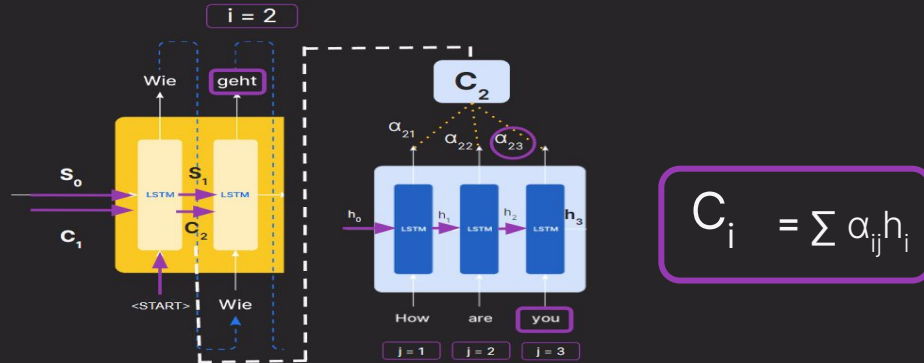 i = 2
Wie
geht
S₀
C₁
LSTM
S₁
C₂
LSTM
<START>
Wie
C₂
α₂₁
α₂₂
α₂₃
h₀
LSTM
h₁
LSTM
h₂
LSTM
h₃
How
are
you
j = 1
j = 2
j = 3
Cᵢ = ∑ αᵢⱼhᵢ